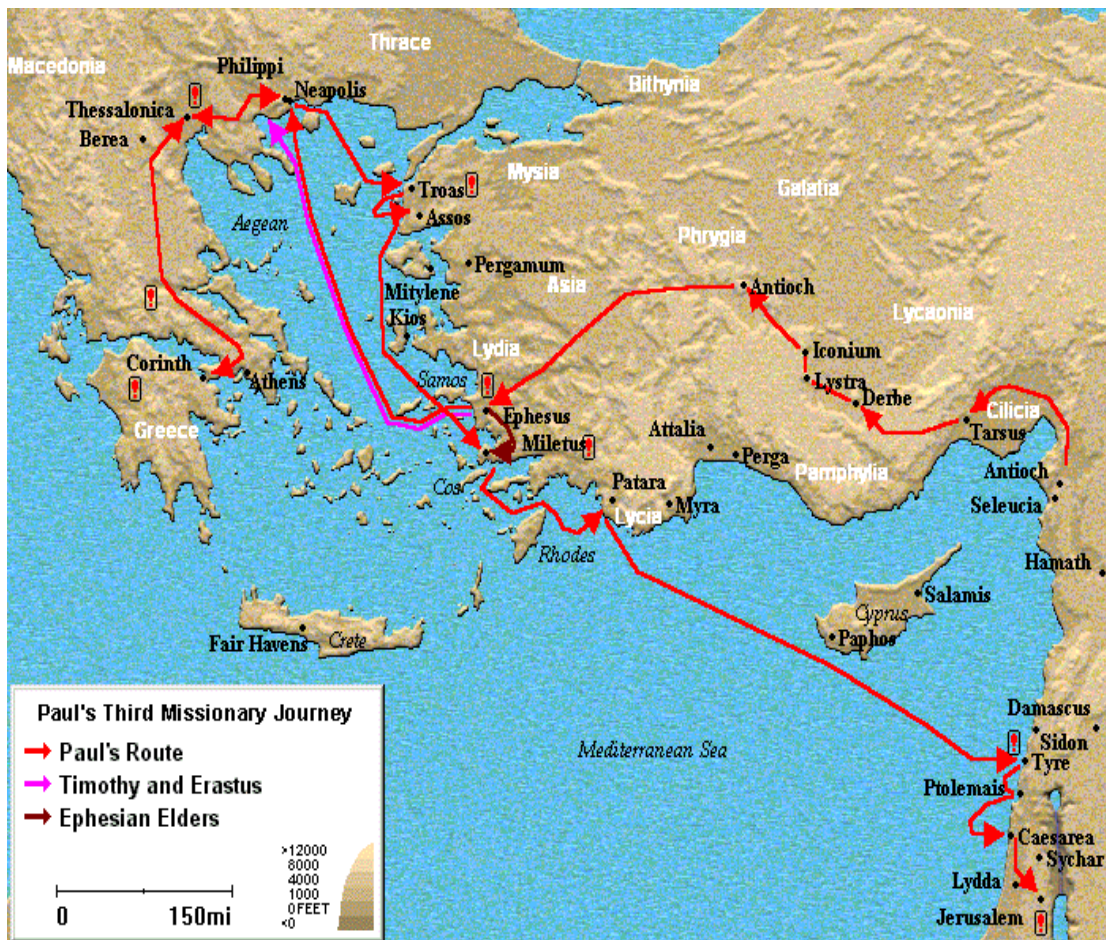 Thrace
Macedonia
Philippi
Bithynia
Neapolis
Thessalonica
Berea
Mysia
Troas
Galatia
Assos
Aegean
Phrygia
Pergamum
Mitylene
Asia
Antioch
Kios
Lycaonia
Lydia
Iconium
Corinth
Samos
Athens
Lystra
Derbe
Ephesus
Cilicia
Greece
Tarsus
Miletus
Attalia
Perga
Pamphylia
Antioch
Cos
Patara
Seleucia
Lycia
Myra
Rhodes
Hamath
Salamis
Cyprus
Fair Havens
Crete
Paphos
Paul's Third Missionary Journey
Paul's Route
Timothy and Erastus
Ephesian Elders
>12000
8000
4000
1000
0FEET
<0
0 150mi
Mediterranean Sea
Damascus
Sidon
Tyre
Ptolemais
Caesarea
Sychar
Lydda
Jerusalem